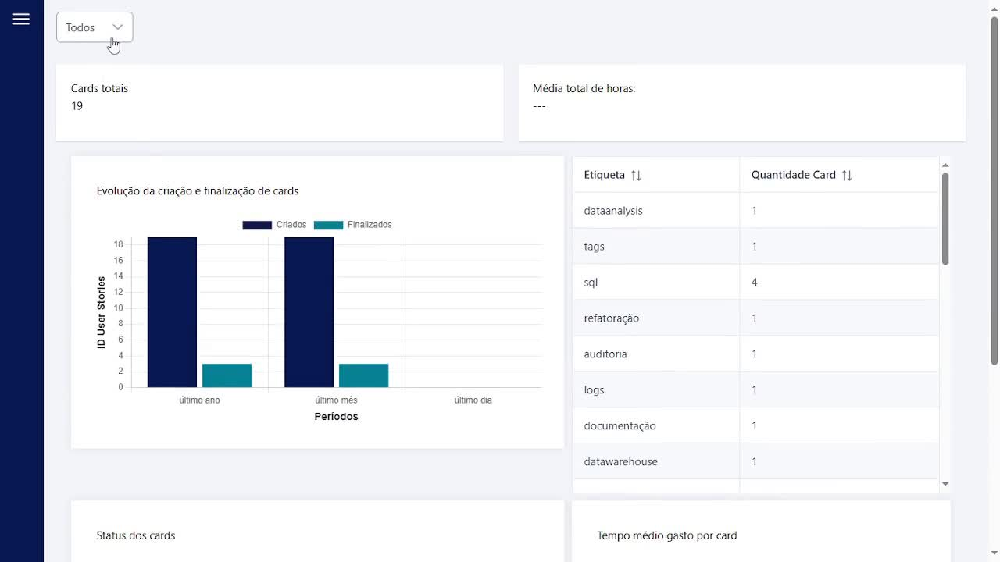 Todos
Cards totais
19
Média total de horas:
---
Evolução da criação e finalização de cards
Criados
Finalizados
18
16
14
12
10
8
6
4
2
0
ID User Stories
último ano
último mês
último dia
Períodos
Etiqueta
Quantidade Card
dataanalysis
1
tags
1
sql
4
refatoração
1
auditoria
1
logs
1
documentação
1
datawarehouse
1
Status dos cards
Tempo médio gasto por card